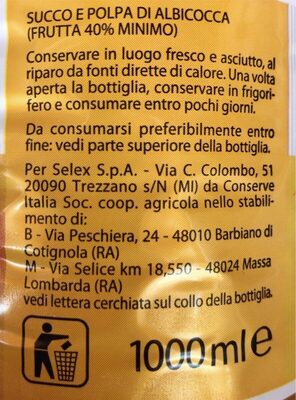 SUCCO E POLPA DI ALBICOCCA
(FRUTTA 40% MINIMO)
Conservare in luogo fresco e asciutto, al
riparo da fonti dirette di calore. Una volta
aperta la bottiglia, conservare in frigori-
fero e consumare entro pochi giorni.
Da consumarsi preferibilmente entro
fine: vedi parte superiore della bottiglia.
Per Selex S.p.A. - Via C. Colombo, 51
20090 Trezzano s/N (MI) da Conserve
Italia Soc. coop. agricola nello stabili-
mento di:
B - Via Peschiera, 24 - 48010 Barbiano di
Cotignola (RA)
M - Via Selice km 18,550 - 48024 Massa
Lombarda (RA)
vedi lettera cerchiata sul collo della bottiglia.
1000 ml e